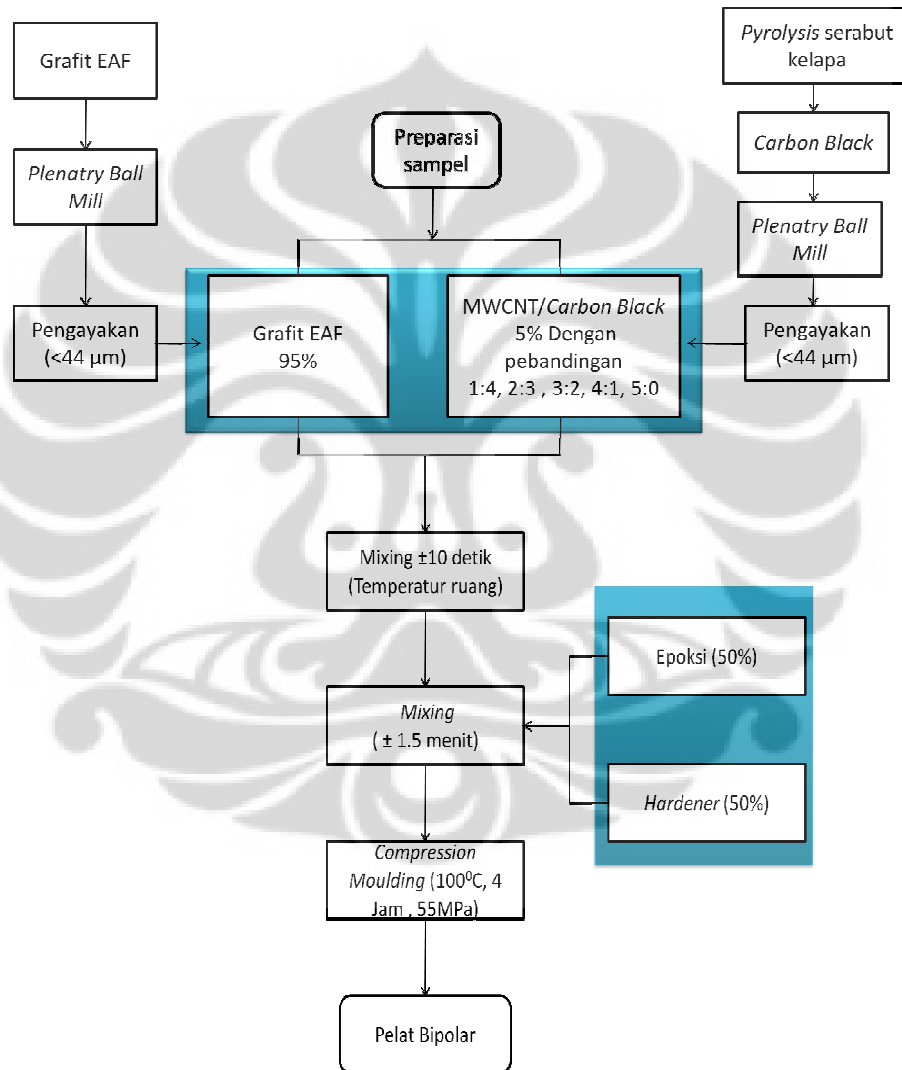 Grafit EAF
Plenatry Ball
Mill
Pengayakan
(<44 µm)
Preparasi
sampel
Pyrolysis serabut
kelapa
Carbon Black
Plenatry Ball
Mill
Pengayakan
(<44 µm)
Grafit EAF
95%
MWCNT/Carbon Black
5% Dengan
pebandingan
1:4, 2:3 , 3:2, 4:1, 5:0
Mixing ±10 detik
(Temperatur ruang)
Mixing
( ± 1.5 menit)
Epoksi (50%)
Hardener (50%)
Compression
Moulding (100⁰C, 4
Jam , 55MPa)
Pelat Bipolar